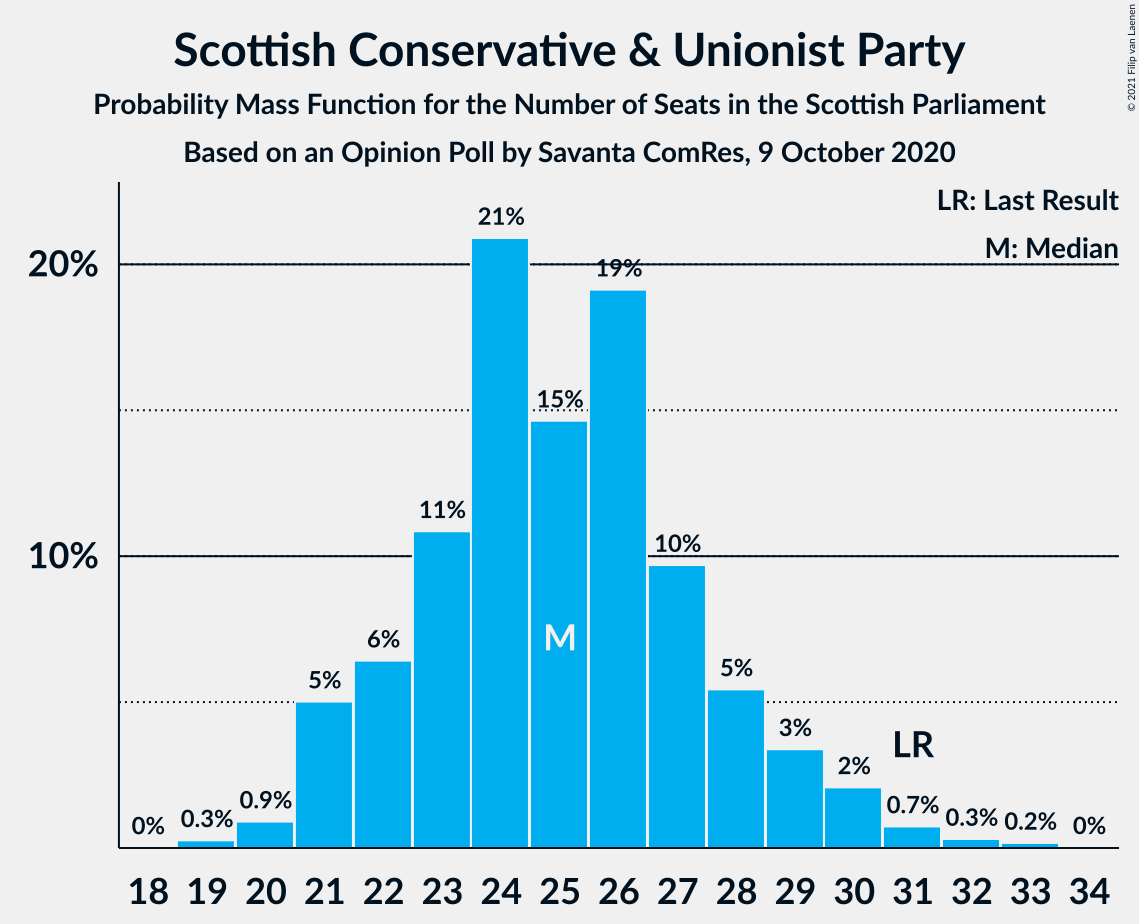 Scottish Conservative & Unionist Party
Probability Mass Function for the Number of Seats in the Scottish Parliament
Based on an Opinion Poll by Savanta ComRes, 9 October 2020
© 2021 Filip van Laenen
LR: Last Result
M: Median
20%
10%
0%
0.3%
0.9%
5%
6%
11%
21%
15%
19%
10%
5%
3%
2%
0.7%
0.3%
0.2%
0%
M
LR
18 19 20 21 22 23 24 25 26 27 28 29 30 31 32 33 34